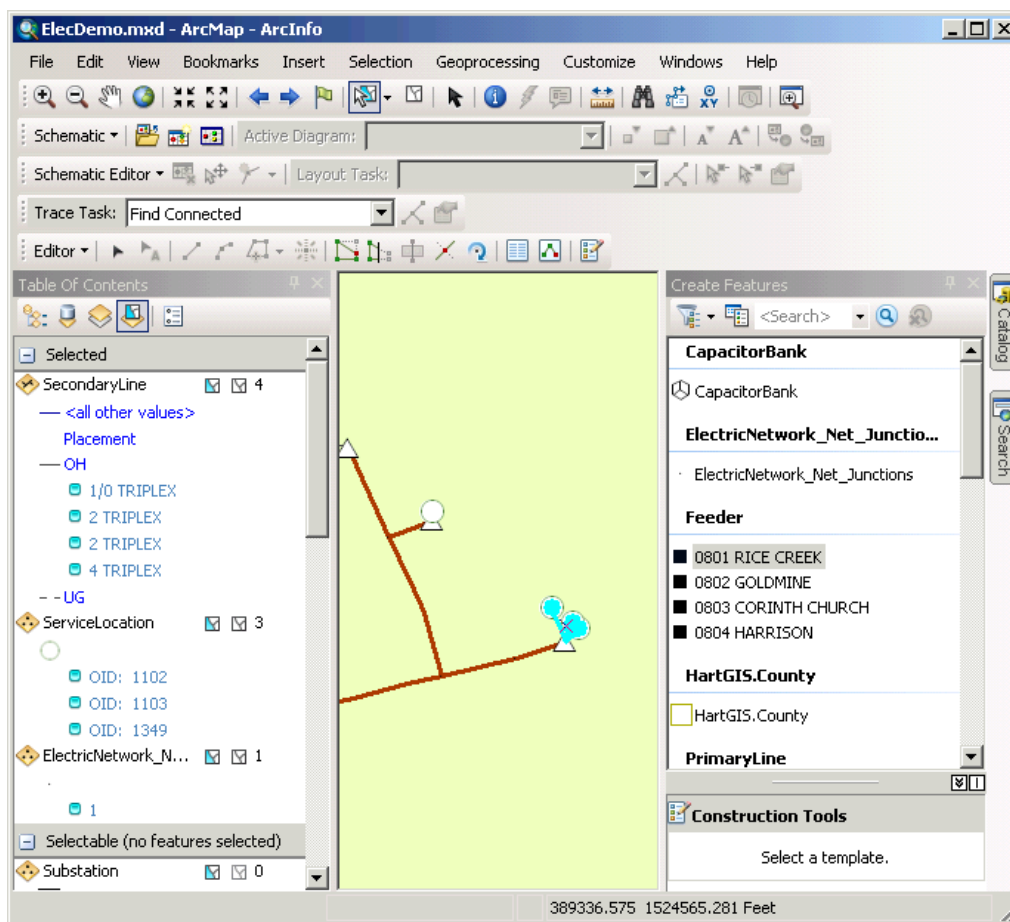 ElecDemo.mxd - ArcMap - ArcInfo
File Edit View Bookmarks Insert Selection Geoprocessing Customize Windows Help
XY
Schematic Active Diagram: A A
Schematic Editor Layout Task:
Trace Task: Find Connected
Editor
Table Of Contents
Selected
SecondaryLine 4
<all other values>
Placement
OH
1/0 TRIPLEX
2 TRIPLEX
2 TRIPLEX
4 TRIPLEX
UG
ServiceLocation 3
OID: 1102
OID: 1103
OID: 1349
ElectricNetwork_N... 1
1
Selectable (no features selected)
Substation 0
Create Features
<Search>
CapacitorBank
CapacitorBank
ElectricNetwork_Net_Junctio...
ElectricNetwork_Net_Junctions
Feeder
0801 RICE CREEK
0802 GOLDMINE
0803 CORINTH CHURCH
0804 HARRISON
HartGIS.County
HartGIS.County
PrimaryLine
Construction Tools
Select a template.
Catalog
Search
389336.575 1524565.281 Feet